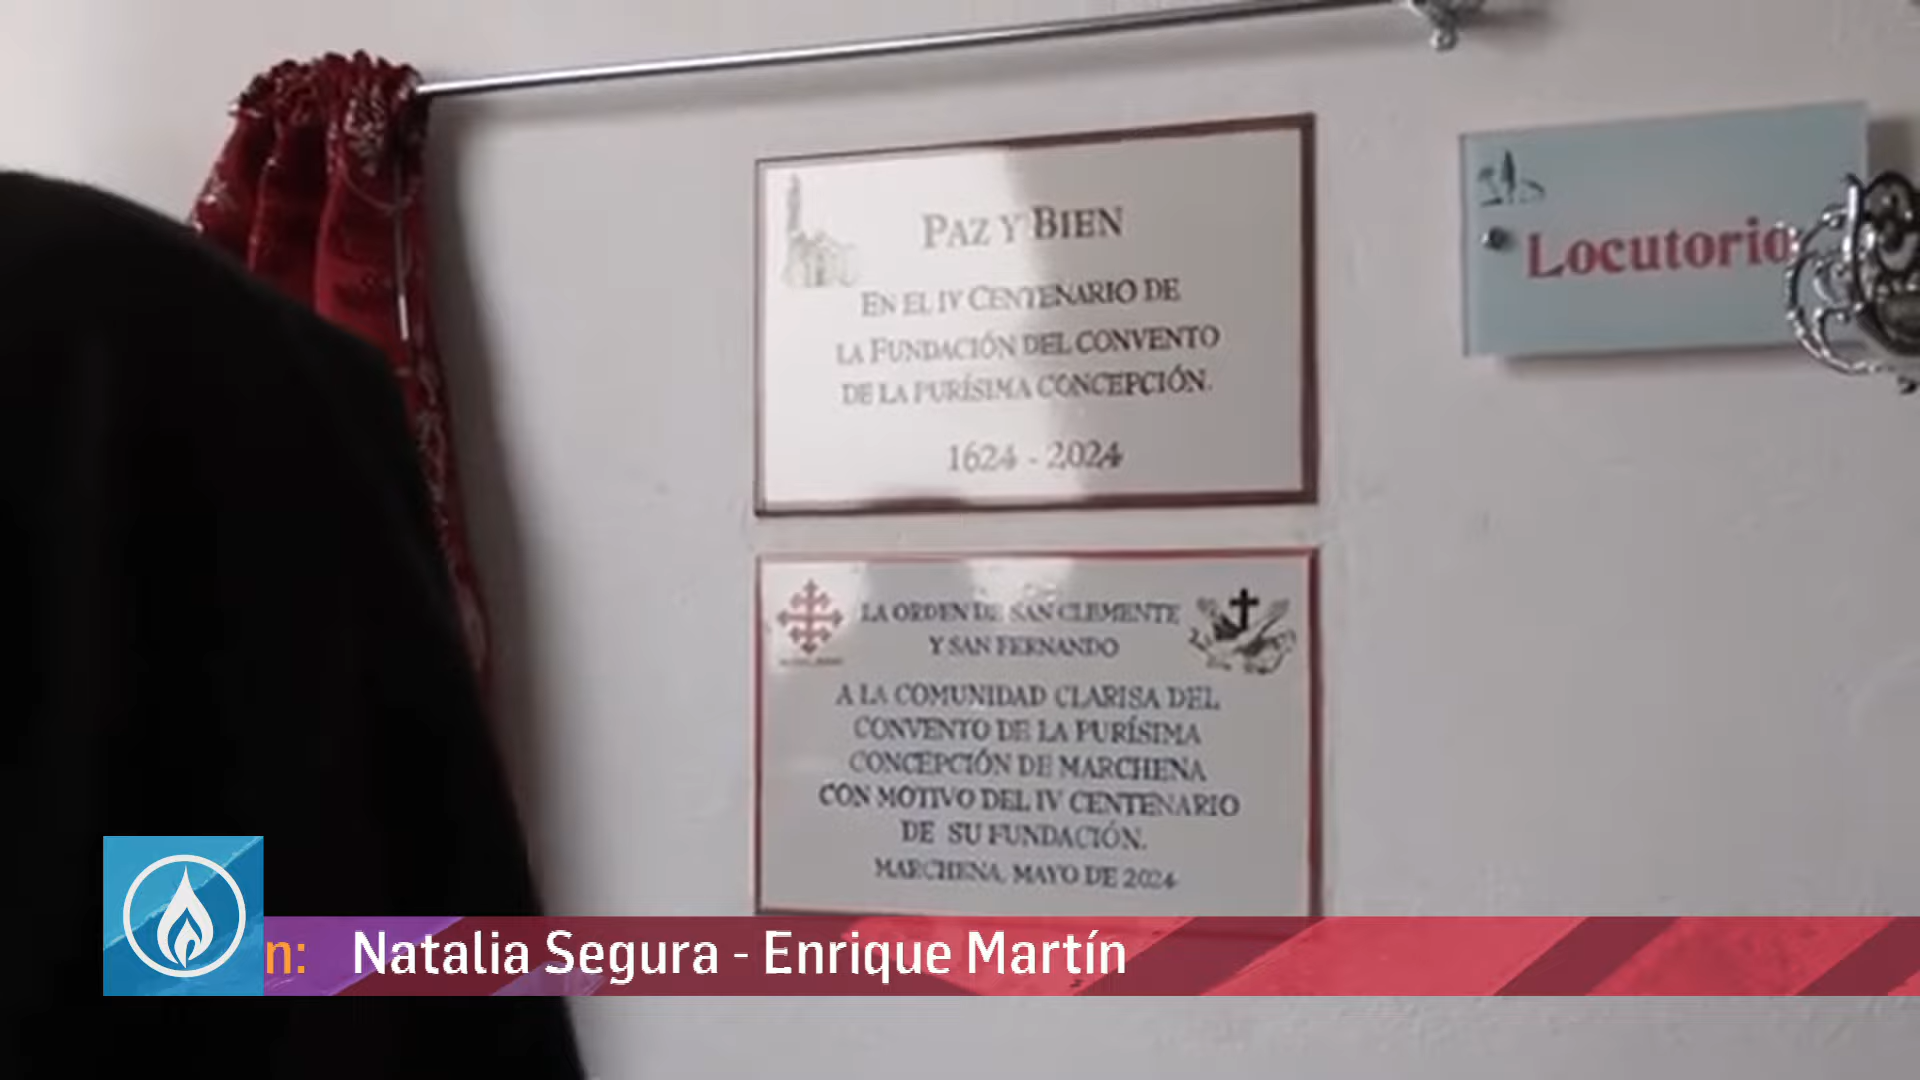 PAZ Y BIEN
EN EL IV CENTENARIO DE
LA FUNDACIÓN DEL CONVENTO
DE LA PURÍSIMA CONCEPCIÓN.
1624 - 2024
Locutorio
LA ORDEN DE SAN CLEMENTE
Y SAN FERNANDO
A LA COMUNIDAD CLARISA DEL
CONVENTO DE LA PURÍSIMA
CONCEPCIÓN DE MARCHENA
CON MOTIVO DEL IV CENTENARIO
DE SU FUNDACIÓN.
MARCHENA, MAYO DE 2024
n: Natalia Segura - Enrique Martín